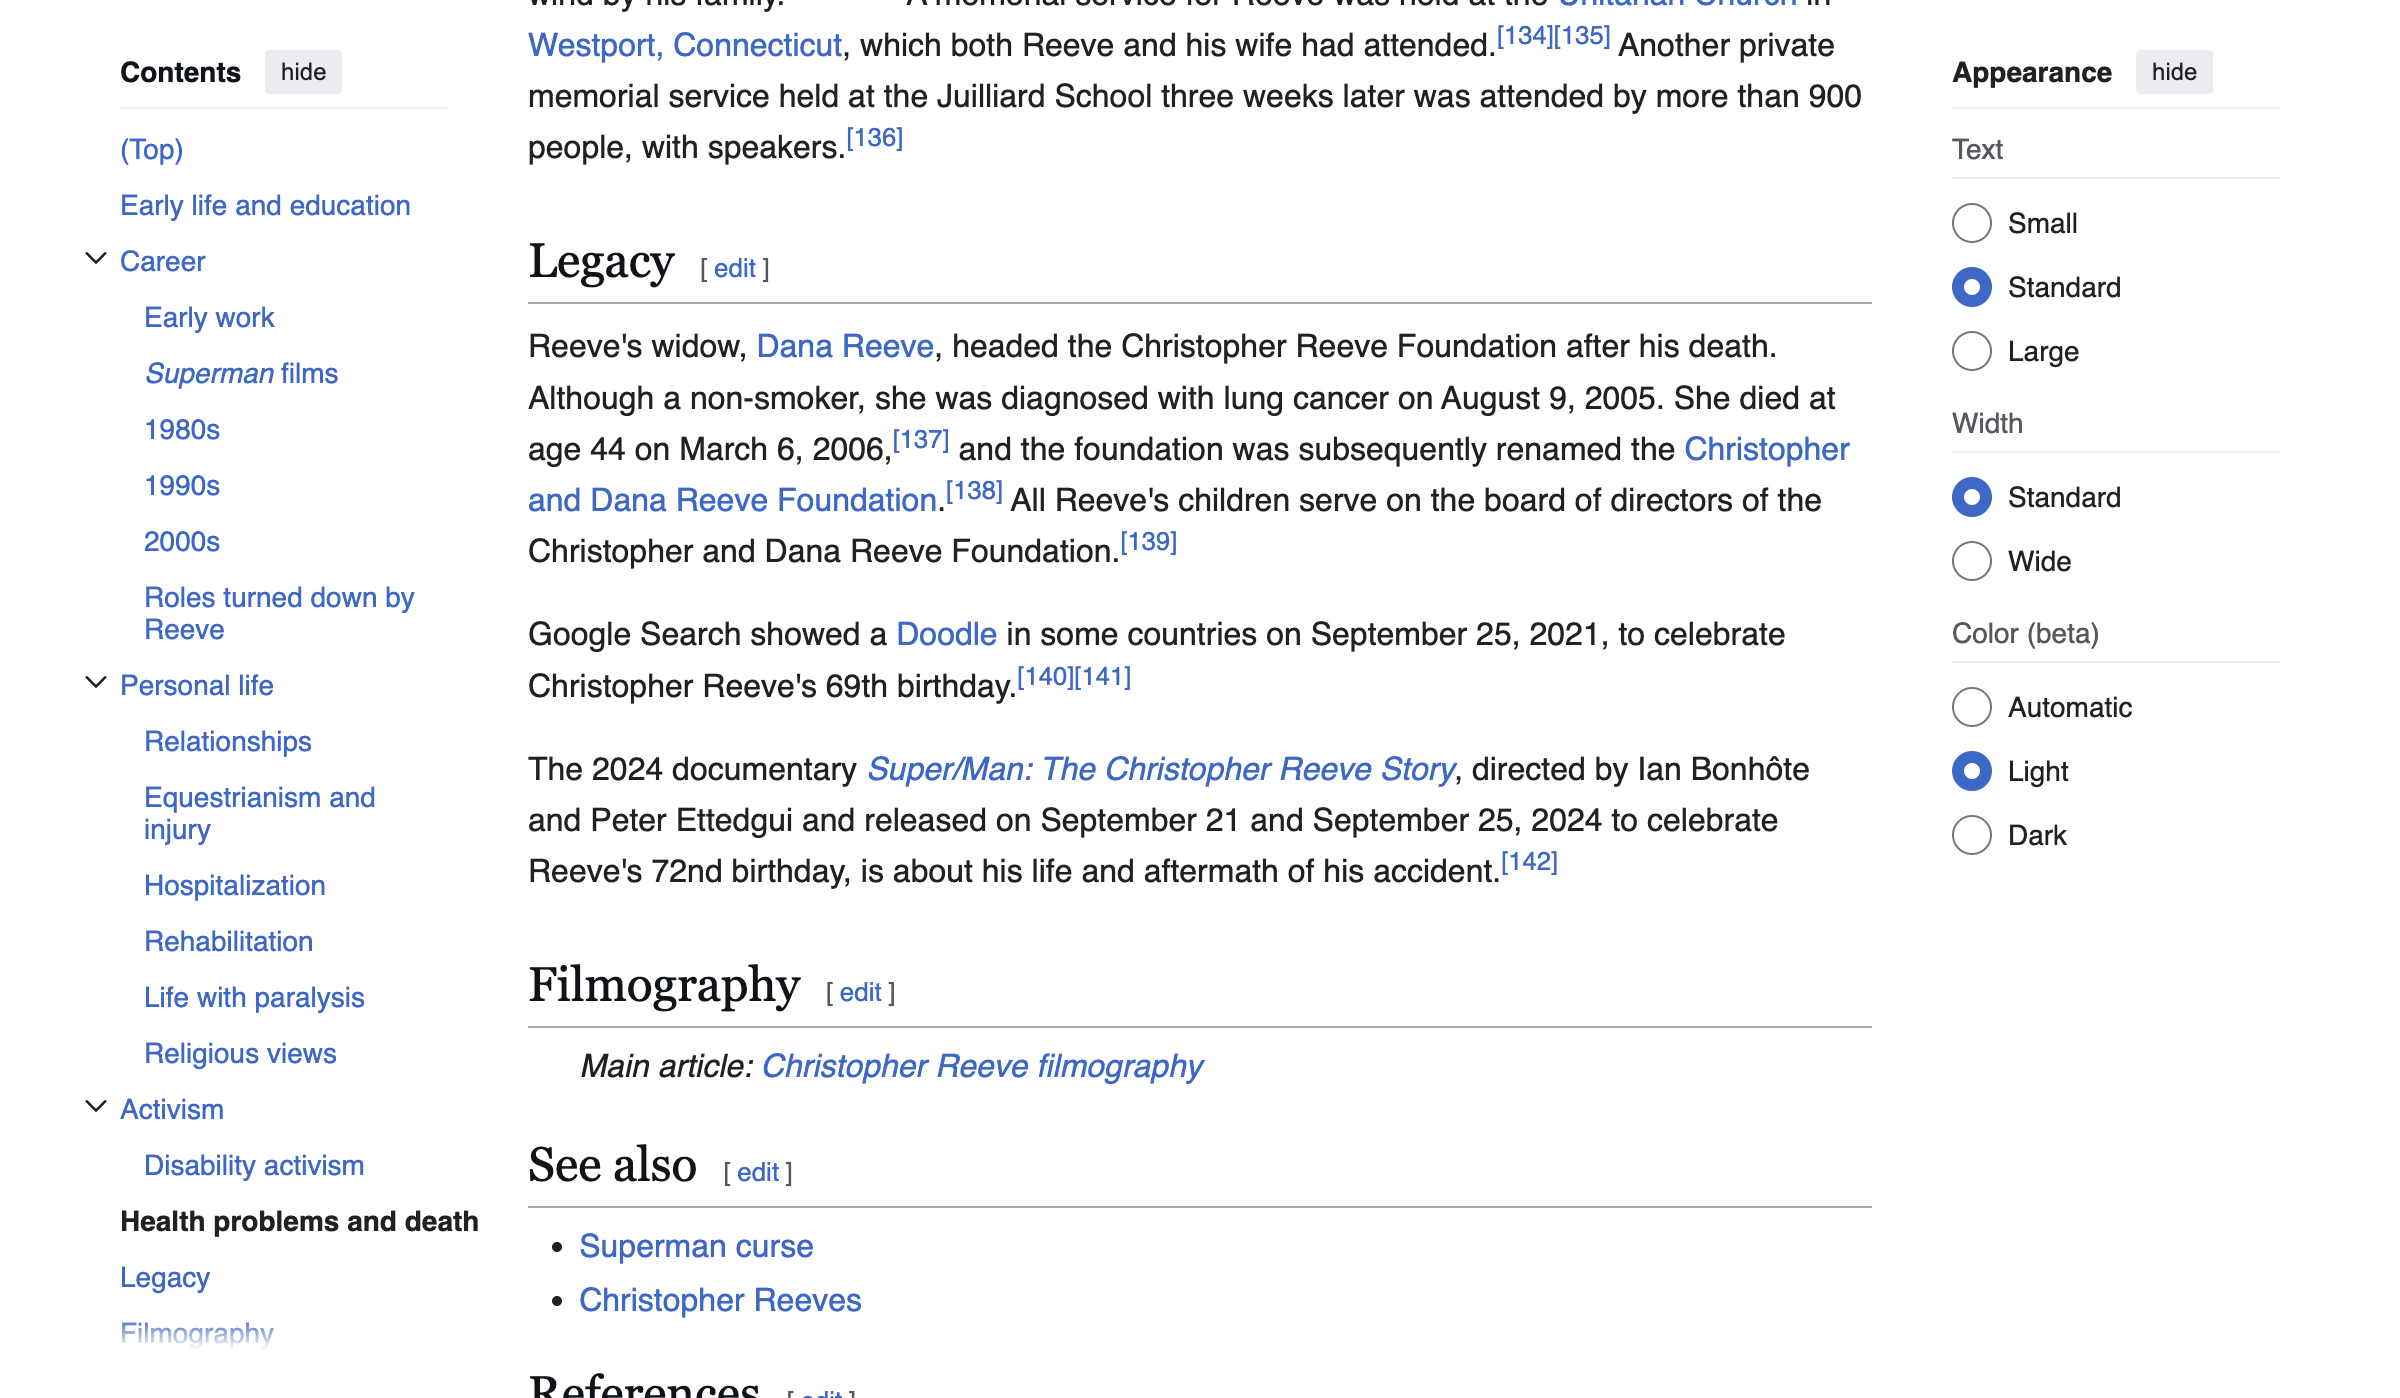 Contents hide
(Top)
Early life and education
Career
Early work
Superman films
1980s
1990s
2000s
Roles turned down by
Reeve
Personal life
Relationships
Equestrianism and
injury
Hospitalization
Rehabilitation
Life with paralysis
Religious views
Activism
Disability activism
Health problems and death
Legacy
Filmography
wind by his family. A memorial service for Reeve was held at the Unitarian Church in
Westport, Connecticut, which both Reeve and his wife had attended.[134][135] Another private
memorial service held at the Juilliard School three weeks later was attended by more than 900
people, with speakers.[136]
Legacy [ edit ]
Reeve's widow, Dana Reeve, headed the Christopher Reeve Foundation after his death.
Although a non-smoker, she was diagnosed with lung cancer on August 9, 2005. She died at
age 44 on March 6, 2006,[137] and the foundation was subsequently renamed the Christopher
and Dana Reeve Foundation.[138] All Reeve's children serve on the board of directors of the
Christopher and Dana Reeve Foundation.[139]
Google Search showed a Doodle in some countries on September 25, 2021, to celebrate
Christopher Reeve's 69th birthday.[140][141]
The 2024 documentary Super/Man: The Christopher Reeve Story, directed by Ian Bonhôte
and Peter Ettedgui and released on September 21 and September 25, 2024 to celebrate
Reeve's 72nd birthday, is about his life and aftermath of his accident.[142]
Filmography [ edit ]
Main article: Christopher Reeve filmography
See also [ edit ]
• Superman curse
• Christopher Reeves
References [ edit ]
Appearance hide
Text
Small
Standard
Large
Width
Standard
Wide
Color (beta)
Automatic
Light
Dark